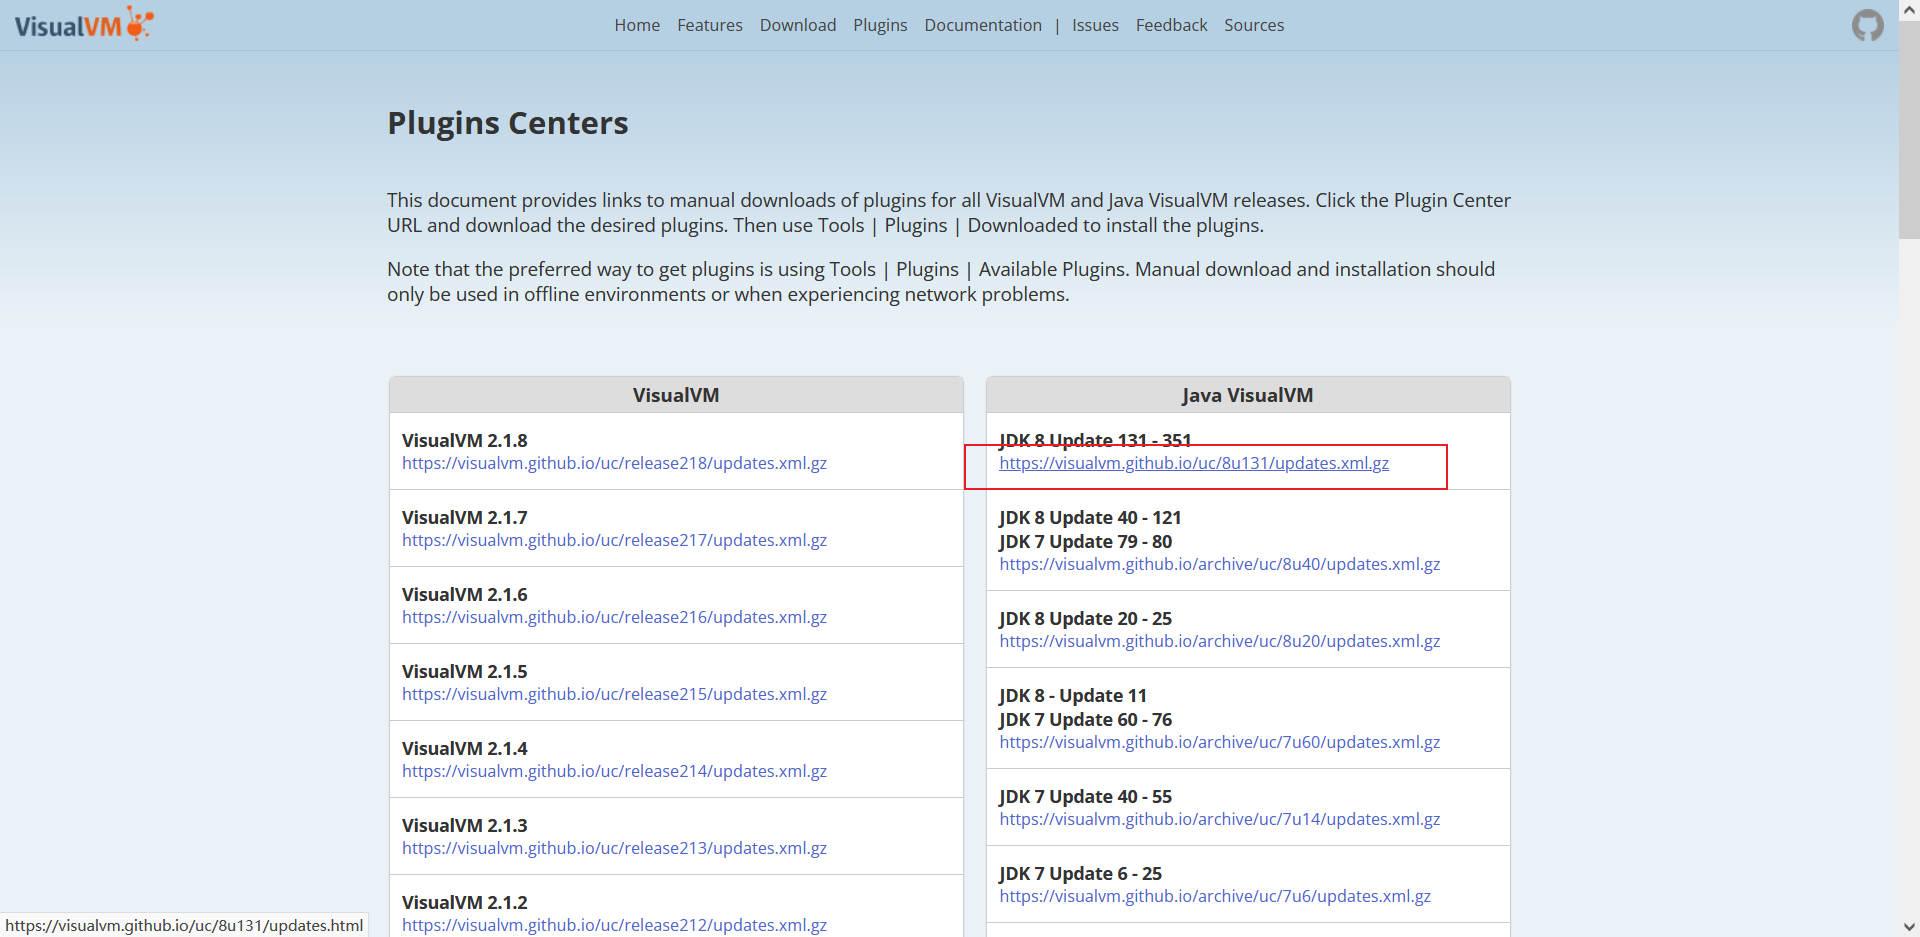 VisualVM
Home Features Download Plugins Documentation | Issues Feedback Sources
Plugins Centers
This document provides links to manual downloads of plugins for all VisualVM and Java VisualVM releases. Click the Plugin Center
URL and download the desired plugins. Then use Tools | Plugins | Downloaded to install the plugins.
Note that the preferred way to get plugins is using Tools | Plugins | Available Plugins. Manual download and installation should
only be used in offline environments or when experiencing network problems.
VisualVM
VisualVM 2.1.8
https://visualvm.github.io/uc/release218/updates.xml.gz
VisualVM 2.1.7
https://visualvm.github.io/uc/release217/updates.xml.gz
VisualVM 2.1.6
https://visualvm.github.io/uc/release216/updates.xml.gz
VisualVM 2.1.5
https://visualvm.github.io/uc/release215/updates.xml.gz
VisualVM 2.1.4
https://visualvm.github.io/uc/release214/updates.xml.gz
VisualVM 2.1.3
https://visualvm.github.io/uc/release213/updates.xml.gz
VisualVM 2.1.2
https://visualvm.github.io/uc/release212/updates.xml.gz
Java VisualVM
JDK 8 Update 131 - 351
https://visualvm.github.io/uc/8u131/updates.xml.gz
JDK 8 Update 40 - 121
JDK 7 Update 79 - 80
https://visualvm.github.io/archive/uc/8u40/updates.xml.gz
JDK 8 Update 20 - 25
https://visualvm.github.io/archive/uc/8u20/updates.xml.gz
JDK 8 - Update 11
JDK 7 Update 60 - 76
https://visualvm.github.io/archive/uc/7u60/updates.xml.gz
JDK 7 Update 40 - 55
https://visualvm.github.io/archive/uc/7u14/updates.xml.gz
JDK 7 Update 6 - 25
https://visualvm.github.io/archive/uc/7u6/updates.xml.gz
https://visualvm.github.io/uc/8u131/updates.html